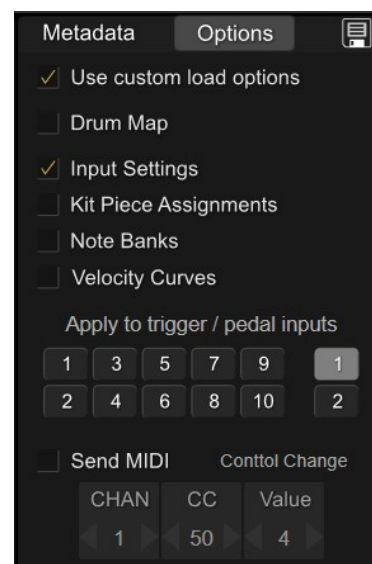 Metadata Options
Use custom load options
Drum Map
Input Settings
Kit Piece Assignments
Note Banks
Velocity Curves
Apply to trigger / pedal inputs
1 3 5 7 9 1
2 4 6 8 10 2
Send MIDI Conttol Change
CHAN CC Value
1 50 4